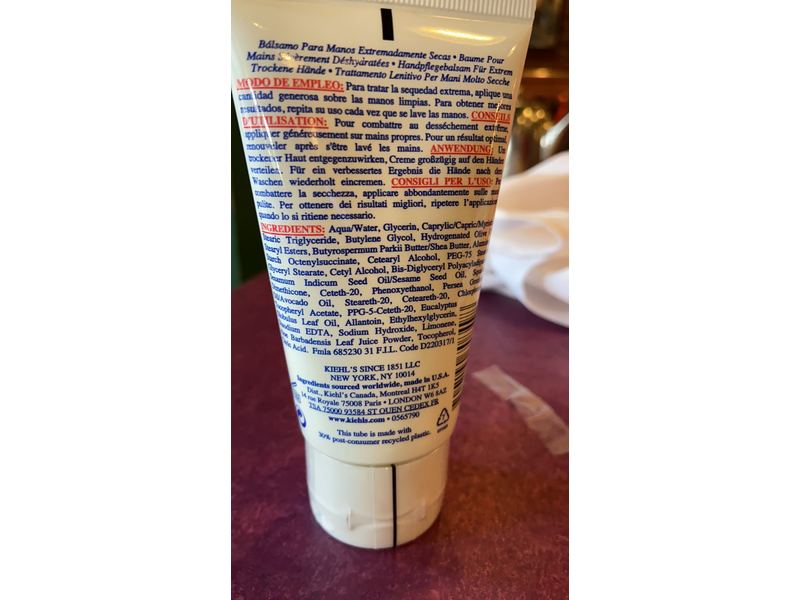 Bálsamo Para Manos Extremadamente Secas • Baume Pour
Mains Sévèrement Déshydratées • Handpflegebalsam Für Extrem
Trockene Hände • Trattamento Lenitivo Per Mani Molto Secche
MODO DE EMPLEO: Para tratar la sequedad extrema, aplique una
cantidad generosa sobre las manos limpias. Para obtener mejores
resultados, repita su uso cada vez que se lave las manos. CONSEILS
D'UTILISATION: Pour combattre au desséchement extrême,
appliquer généreusement sur mains propres. Pour un résultat optimal,
renouveler après s'être lavé les mains. ANWENDUNG: Um
trockener Haut entgegenzuwirken, Creme großzügig auf den Händen
verteilen. Für ein verbessertes Ergebnis die Hände nach dem
Waschen wiederholt eincremen. CONSIGLI PER L'USO:
combattere la secchezza, applicare abbondantemente sulle
pulite. Per ottenere dei risultati migliori, ripetere l'applicazione
quando lo si ritiene necessario.
INGREDIENTS: Aqua/Water, Glycerin, Caprylic/Capric/Myristic/
Stearic Triglyceride, Butylene Glycol, Hydrogenated Olive
Stearyl Esters, Butyrospermum Parkii Butter/Shea Butter,
Starch Octenylsuccinate, Cetearyl Alcohol, PEG-75
Glyceryl Stearate, Cetyl Alcohol, Bis-Diglyceryl
Sesamum Indicum Seed Oil/Sesame Seed Oil,
Dimethicone, Ceteth-20, Phenoxyethanol, Persea
Oil/Avocado Oil, Steareth-20, Ceteareth-20,
Tocopheryl Acetate, PPG-5-Ceteth-20, Eucalyptus
Globulus Leaf Oil, Allantoin, Ethylhexylglycerin,
Disodium EDTA, Sodium Hydroxide, Limonene,
Aloe Barbadensis Leaf Juice Powder, Tocopherol,
Citric Acid. Fmla 685230 31 F.I.L. Code D220317/1
KIEHL'S SINCE 1851 LLC
NEW YORK, NY 10014
Ingredients sourced worldwide, made in U.S.A.
Dist., Kiehl's Canada, Montreal H4T 1K5
14 rue Royale 75008 Paris • LONDON W6 8AZ
TSA 75000 93584 ST OUEN CEDEX FR
www.kiehls.com • 0565790
This tube is made with
30% post-consumer recycled plastic.
7